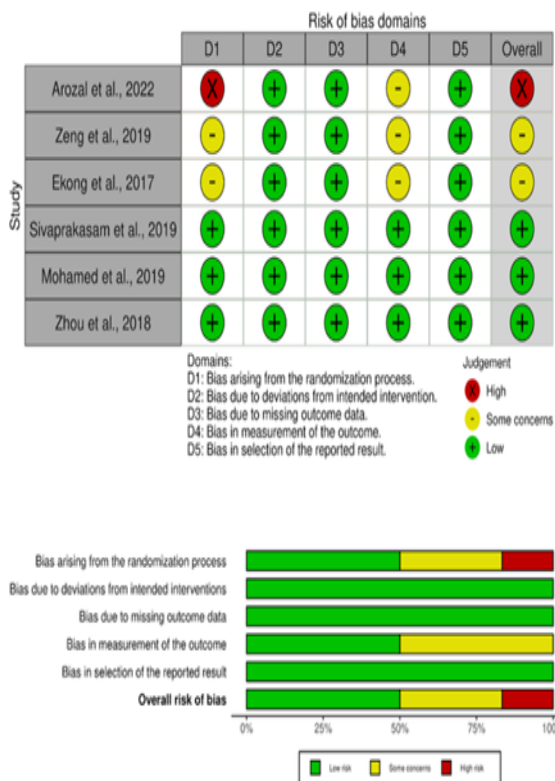 Risk of bias domains
D1 D2 D3 D4 D5 Overall
Study
Arozal et al., 2022 X + + - + X
Zeng et al., 2019 - + + - + -
Ekong et al., 2017 - + + - + -
Sivaprakasam et al., 2019 + + + + + +
Mohamed et al., 2019 + + + + + +
Zhou et al., 2018 + + + + + +
Domains:
D1: Bias arising from the randomization process.
D2: Bias due to deviations from intended intervention.
D3: Bias due to missing outcome data.
D4: Bias in measurement of the outcome.
D5: Bias in selection of the reported result.
Judgement
X High
- Some concerns
+ Low
Bias arising from the randomization process
Bias due to deviations from intended interventions
Bias due to missing outcome data
Bias in measurement of the outcome
Bias in selection of the reported result
Overall risk of bias
0% 25% 50% 75% 100
Low risk Some concerns High risk